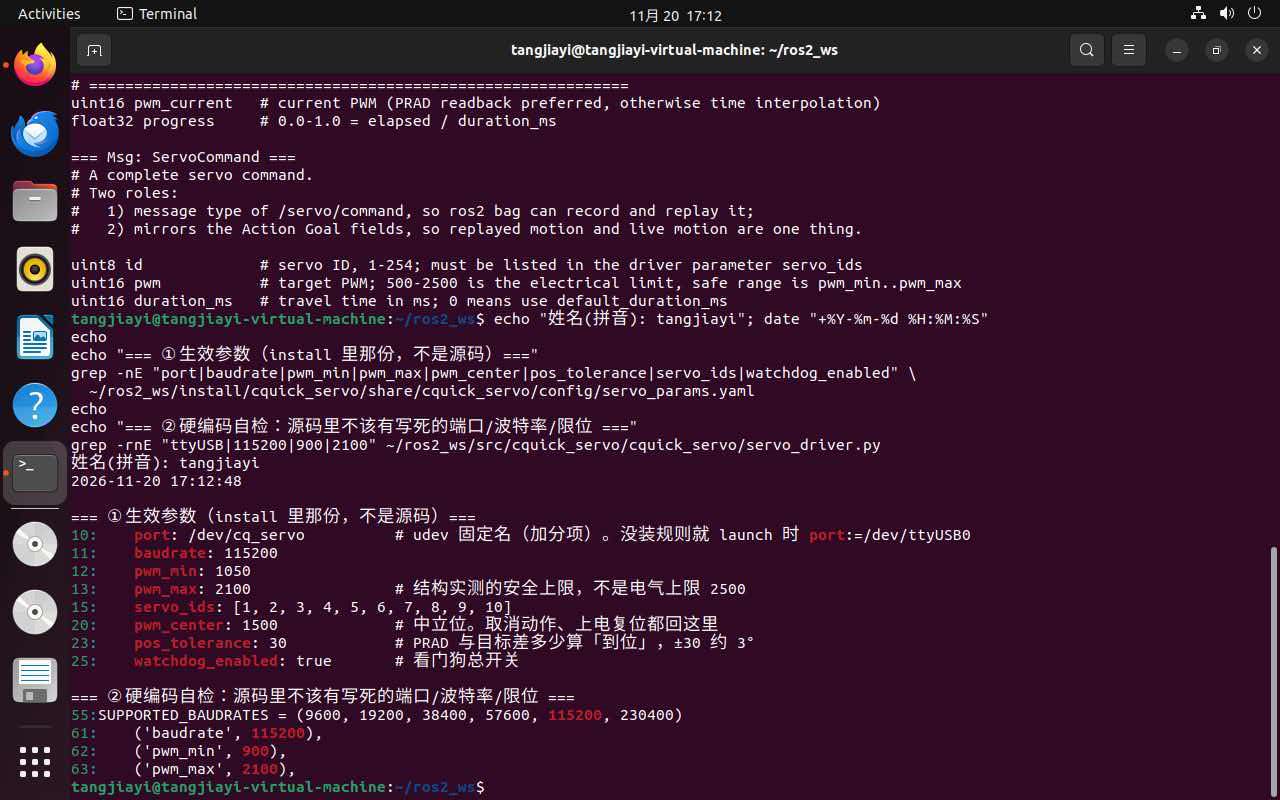 Activities
Terminal
11月 20 17:12
tangjiayi@tangjiayi-virtual-machine: ~/ros2_ws
# ============================================================
uint16 pwm_current   # current PWM (PRAD readback preferred, otherwise time interpolation)
float32 progress     # 0.0-1.0 = elapsed / duration_ms
=== Msg: ServoCommand ===
# A complete servo command.
# Two roles:
#   1) message type of /servo/command, so ros2 bag can record and replay it;
#   2) mirrors the Action Goal fields, so replayed motion and live motion are one thing.
uint8 id             # servo ID, 1-254; must be listed in the driver parameter servo_ids
uint16 pwm           # target PWM; 500-2500 is the electrical limit, safe range is pwm_min..pwm_max
uint16 duration_ms   # travel time in ms; 0 means use default_duration_ms
tangjiayi@tangjiayi-virtual-machine:~/ros2_ws$ echo "姓名(拼音): tangjiayi"; date "+%Y-%m-%d %H:%M:%S"
echo
echo "=== ①生效参数（install 里那份，不是源码）==="
grep -nE "port|baudrate|pwm_min|pwm_max|pwm_center|pos_tolerance|servo_ids|watchdog_enabled" \
  ~/ros2_ws/install/cquick_servo/share/cquick_servo/config/servo_params.yaml
echo
echo "=== ②硬编码自检：源码里不该有写死的端口/波特率/限位 ==="
grep -rnE "ttyUSB|115200|900|2100" ~/ros2_ws/src/cquick_servo/cquick_servo/servo_driver.py
姓名(拼音): tangjiayi
2026-11-20 17:12:48
=== ①生效参数（install 里那份，不是源码）===
10:    port: /dev/cq_servo          # udev 固定名（加分项）。没装规则就 launch 时 port:=/dev/ttyUSB0
11:    baudrate: 115200
12:    pwm_min: 1050
13:    pwm_max: 2100                # 结构实测的安全上限，不是电气上限 2500
15:    servo_ids: [1, 2, 3, 4, 5, 6, 7, 8, 9, 10]
20:    pwm_center: 1500             # 中立位。取消动作、上电复位都回这里
23:    pos_tolerance: 30            # PRAD 与目标差多少算「到位」，±30 约 3°
25:    watchdog_enabled: true       # 看门狗总开关
=== ②硬编码自检：源码里不该有写死的端口/波特率/限位 ===
55:SUPPORTED_BAUDRATES = (9600, 19200, 38400, 57600, 115200, 230400)
61:    ('baudrate', 115200),
62:    ('pwm_min', 900),
63:    ('pwm_max', 2100),
tangjiayi@tangjiayi-virtual-machine:~/ros2_ws$